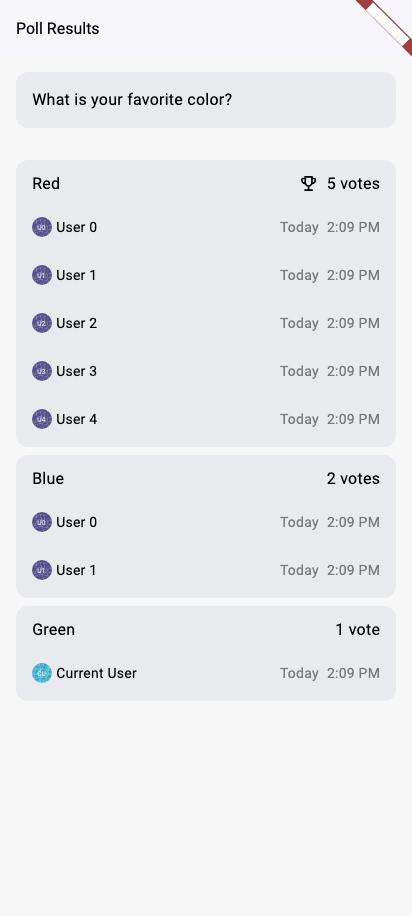 Poll Results
What is your favorite color?
Red 5 votes
U0 User 0 Today 2:09 PM
U1 User 1 Today 2:09 PM
U2 User 2 Today 2:09 PM
U3 User 3 Today 2:09 PM
U4 User 4 Today 2:09 PM
Blue 2 votes
U0 User 0 Today 2:09 PM
U1 User 1 Today 2:09 PM
Green 1 vote
CU Current User Today 2:09 PM